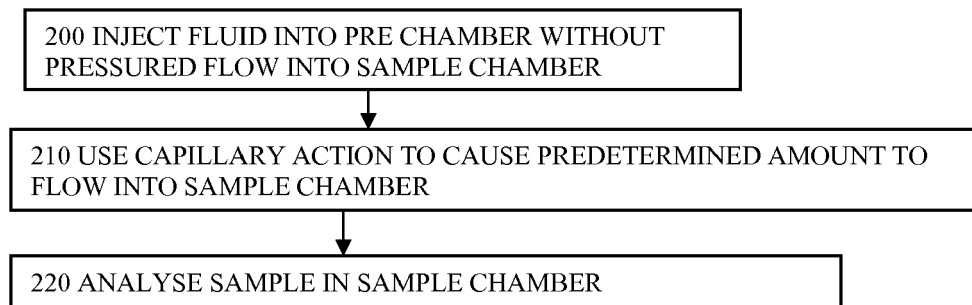 200 INJECT FLUID INTO PRE CHAMBER WITHOUT
PRESSURED FLOW INTO SAMPLE CHAMBER
210 USE CAPILLARY ACTION TO CAUSE PREDETERMINED AMOUNT TO
FLOW INTO SAMPLE CHAMBER
220 ANALYSE SAMPLE IN SAMPLE CHAMBER